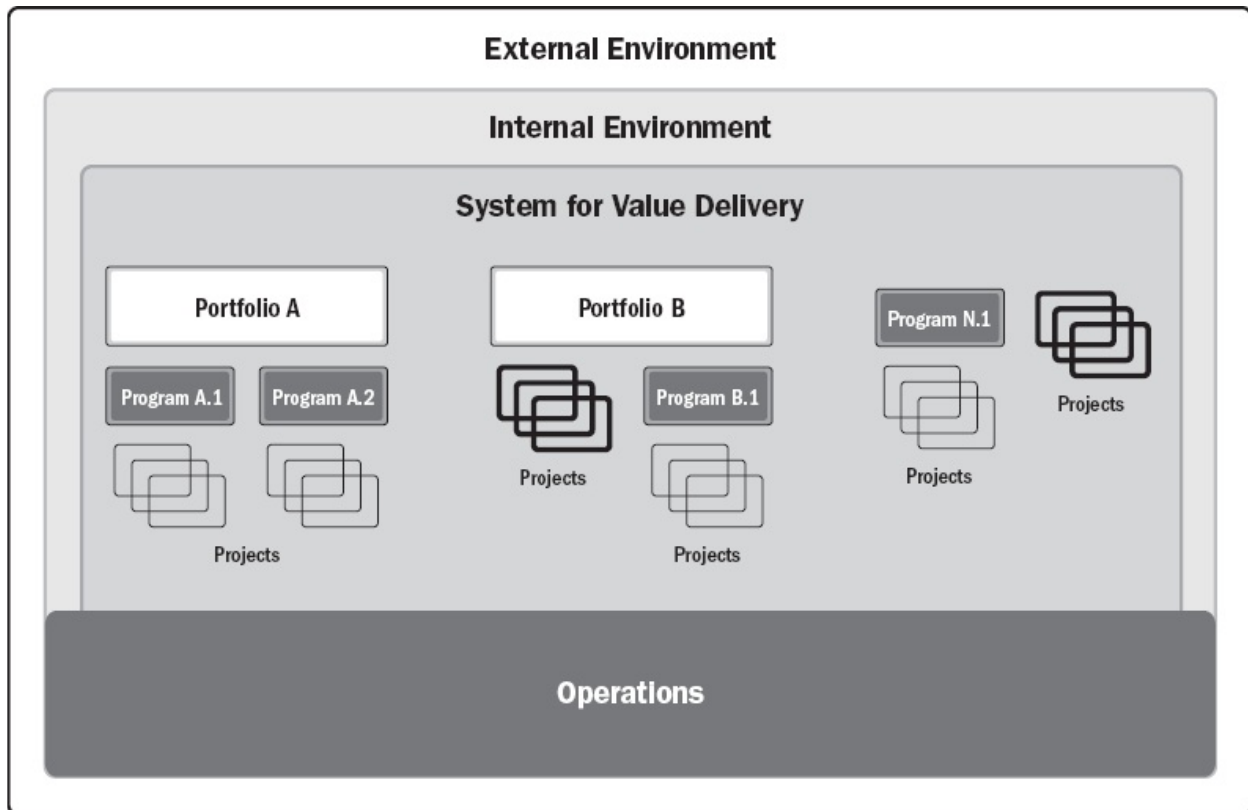 External Environment
Internal Environment
System for Value Delivery
Portfolio A
Portfolio B
Program N.1
Projects
Program A.1
Program A.2
Program B.1
Projects
Projects
Projects
Projects
Operations